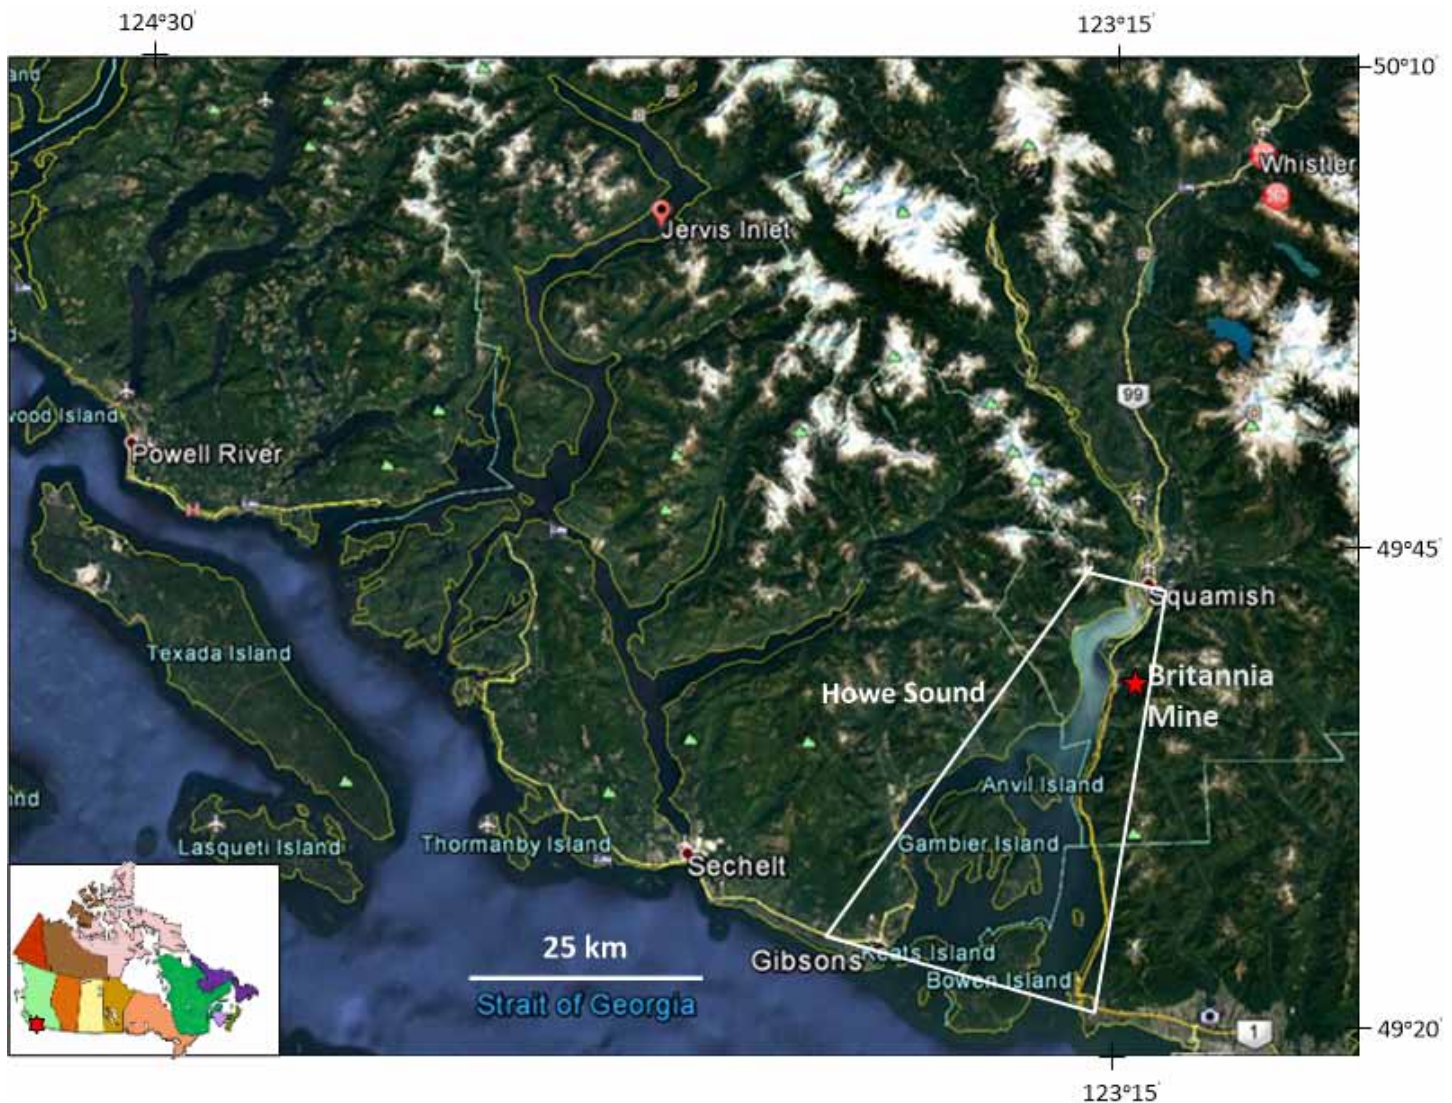 124°30'
123°15'
50°10'
and
Whistler
Jervis Inlet
99
wood Island
Powell River
49°45'
Squamish
Texada Island
Britannia
Mine
Howe Sound
Anvil Island
nd
Lasqueti Island
Thormanby Island
Gambier Island
Sechelt
25 km
Gibsons
Keats Island
Bowen Island
Strait of Georgia
H
1
49°20'
123°15'